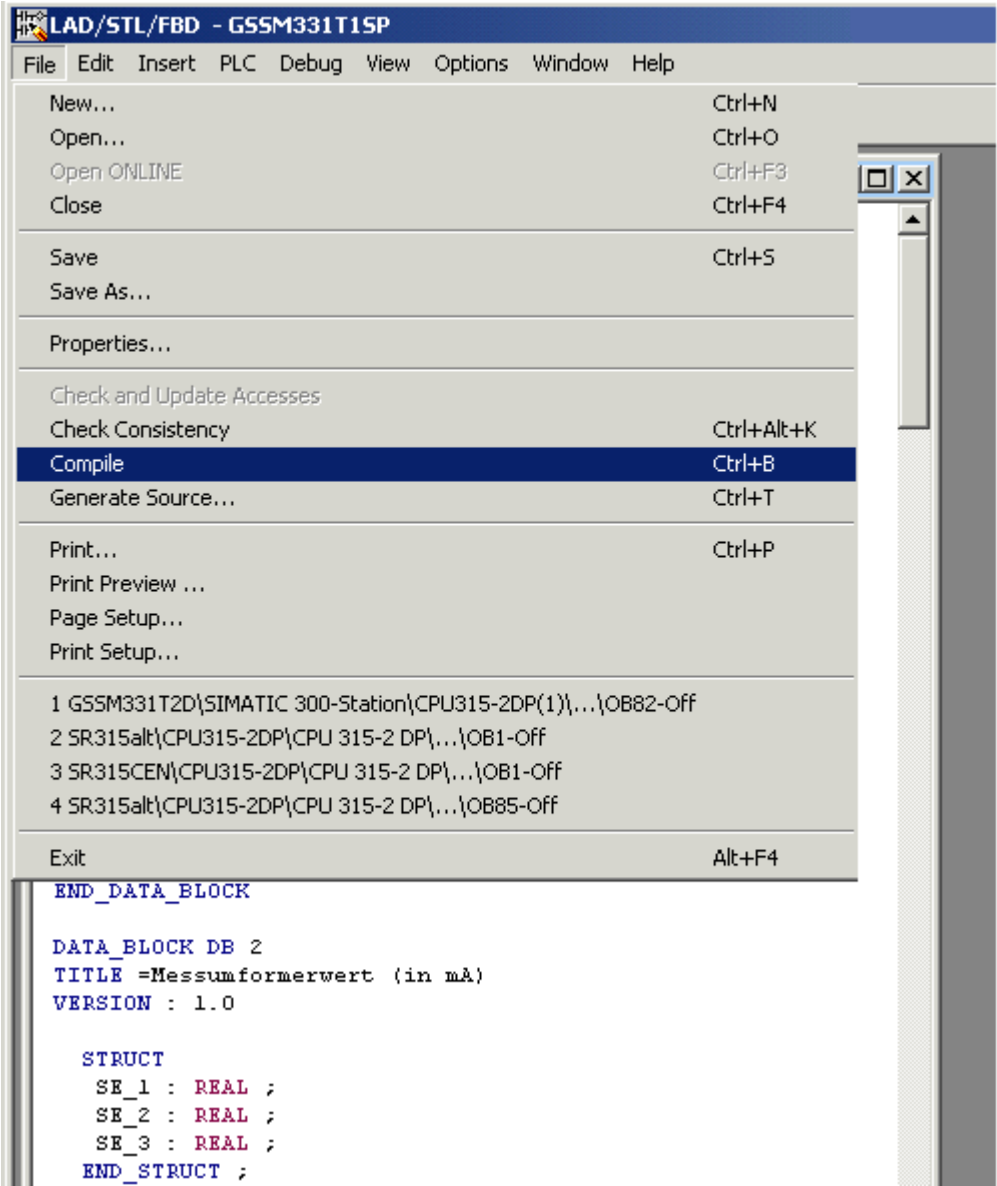 LAD/STL/FBD - GSSM331T1SP
File Edit Insert PLC Debug View Options Window Help
New... Ctrl+N
Open... Ctrl+O
Open ONLINE Ctrl+F3
Close Ctrl+F4
Save Ctrl+S
Save As...
Properties...
Check and Update Accesses
Check Consistency Ctrl+Alt+K
Compile Ctrl+B
Generate Source... Ctrl+T
Print... Ctrl+P
Print Preview ...
Page Setup...
Print Setup...
1 GSSM331T2D\SIMATIC 300-Station\CPU315-2DP(1)\...\OB82-Off
2 SR315alt\CPU315-2DP\CPU 315-2 DP\...\OB1-Off
3 SR315CEN\CPU315-2DP\CPU 315-2 DP\...\OB1-Off
4 SR315alt\CPU315-2DP\CPU 315-2 DP\...\OB85-Off
Exit Alt+F4
END_DATA_BLOCK
DATA_BLOCK DB 2
TITLE =Messumformerwert (in mA)
VERSION : 1.0
STRUCT
SE_1 : REAL ;
SE_2 : REAL ;
SE_3 : REAL ;
END_STRUCT ;